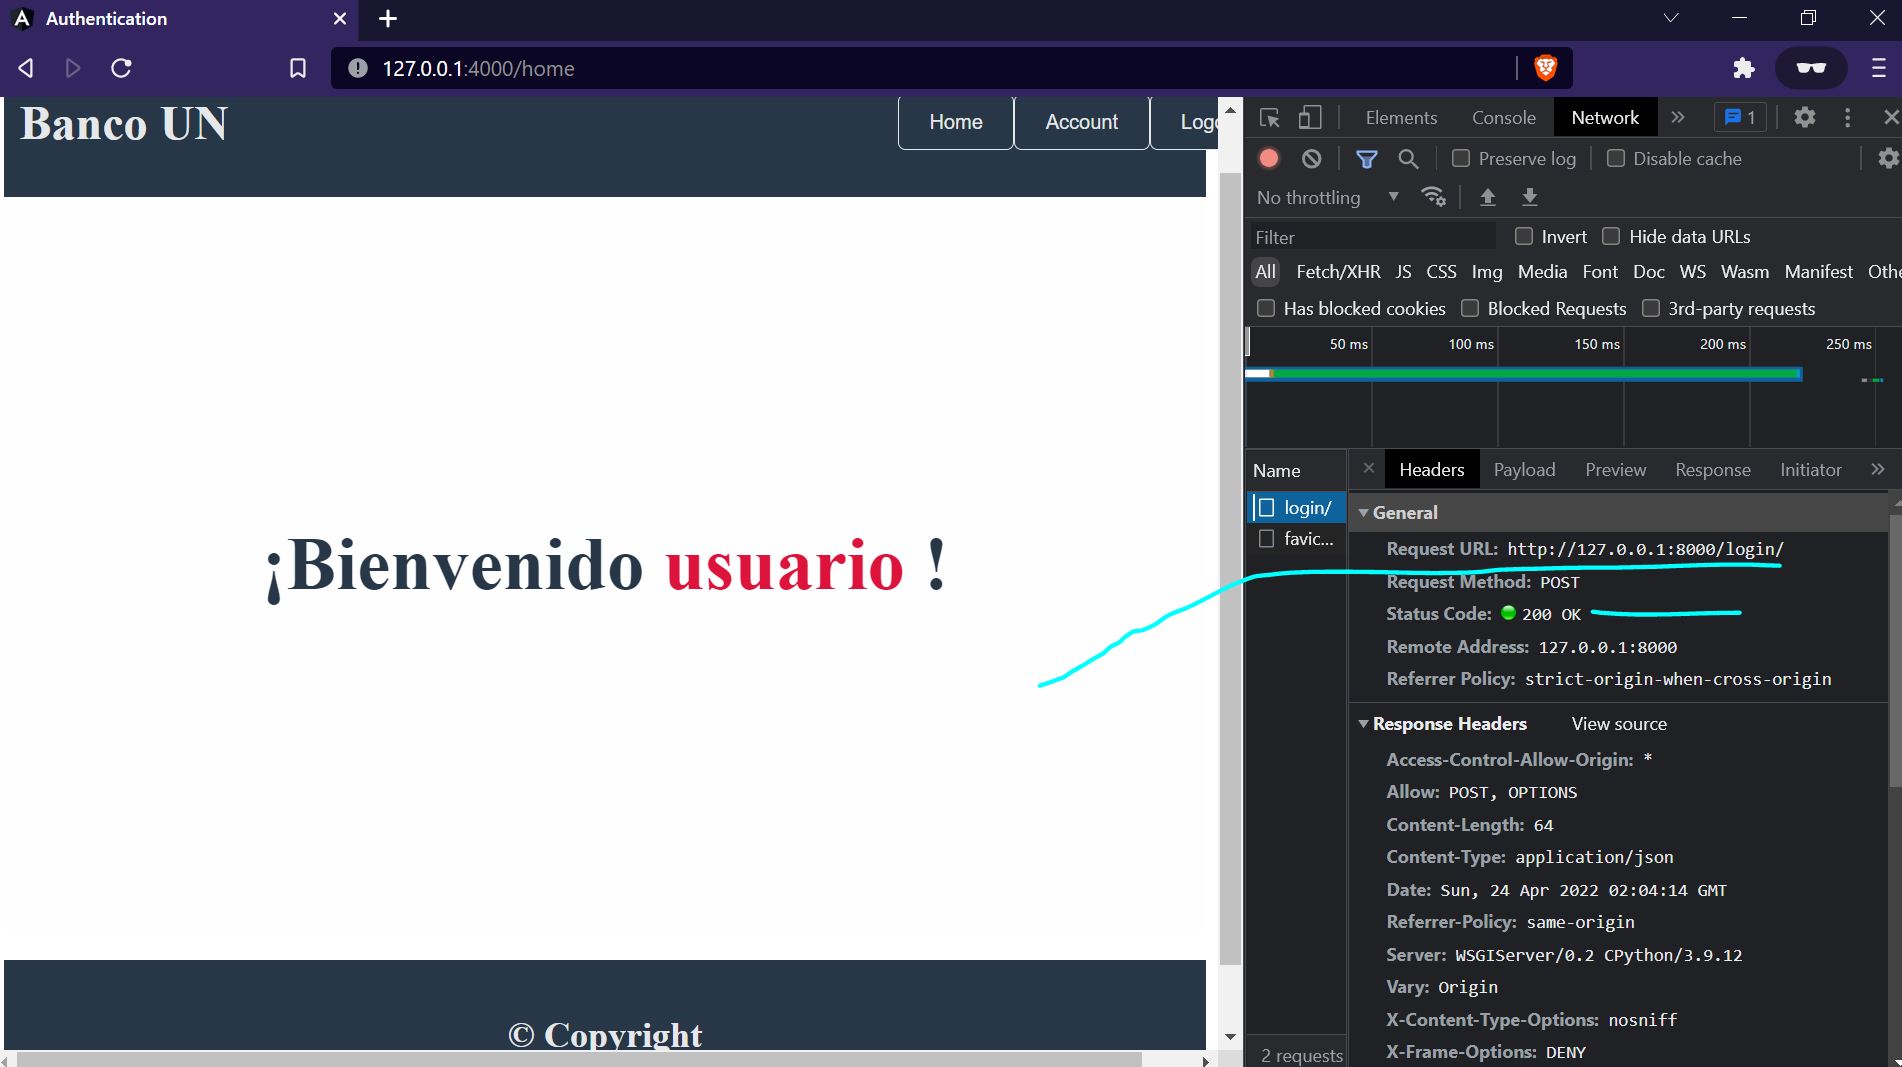 Authentication
127.0.0.1:4000/home
Banco UN
Home Account Logo
¡Bienvenido usuario !
© Copyright
Elements Console Network 1
Preserve log Disable cache
No throttling
Filter Invert Hide data URLs
All Fetch/XHR JS CSS Img Media Font Doc WS Wasm Manifest Othe
Has blocked cookies Blocked Requests 3rd-party requests
50 ms 100 ms 150 ms 200 ms 250 ms
Name
login/
favic...
2 requests
Headers Payload Preview Response Initiator
General
Request URL: http://127.0.0.1:8000/login/
Request Method: POST
Status Code: 200 OK
Remote Address: 127.0.0.1:8000
Referrer Policy: strict-origin-when-cross-origin
Response Headers View source
Access-Control-Allow-Origin: *
Allow: POST, OPTIONS
Content-Length: 64
Content-Type: application/json
Date: Sun, 24 Apr 2022 02:04:14 GMT
Referrer-Policy: same-origin
Server: WSGIServer/0.2 CPython/3.9.12
Vary: Origin
X-Content-Type-Options: nosniff
X-Frame-Options: DENY